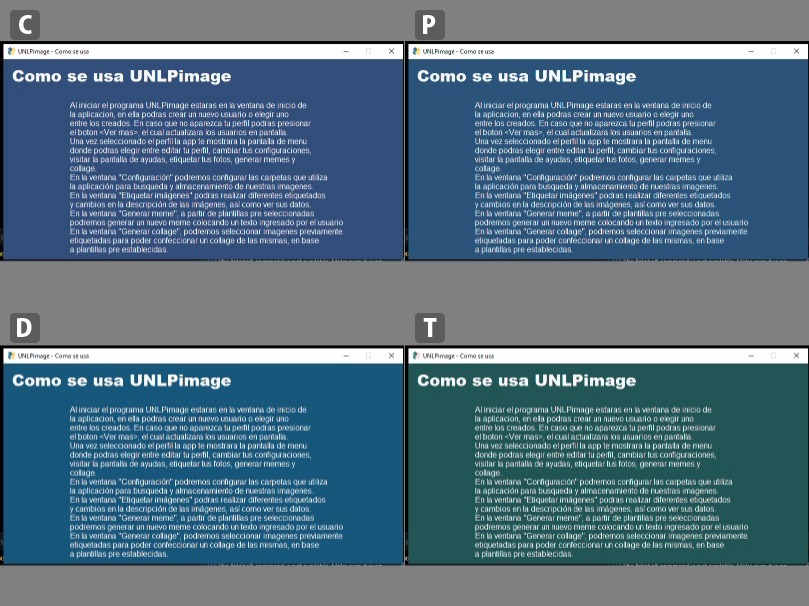 C
UNLPimage - Como se usa
Como se usa UNLPimage
Al iniciar el programa UNLPimage estaras en la ventana de inicio de
la aplicacion, en ella podras crear un nuevo usuario o elegir uno
entre los creados. En caso que no aparezca tu perfil podras presionar
el boton <Ver mas>, el cual actualizara los usuarios en pantalla.
Una vez seleccionado el perfil la app te mostrara la pantalla de menu
donde podras elegir entre editar tu perfil, cambiar tus configuraciones,
visitar la pantalla de ayudas, etiquetar tus fotos, generar memes y
collage.
En la ventana "Configuración" podremos configurar las carpetas que utiliza
la aplicación para busqueda y almacenamiento de nuestras imagenes.
En la ventana "Etiquetar imágenes" podras realizar diferentes etiquetados
y cambios en la descripción de las imágenes, así como ver sus datos.
En la ventana "Generar meme", a partir de plantillas pre seleccionadas
podremos generar un nuevo meme colocando un texto ingresado por el usuario
En la ventana "Generar collage", podremos seleccionar imagenes previamente
etiquetadas para poder confeccionar un collage de las mismas, en base
a plantillas pre establecidas.
P
UNLPimage - Como se usa
Como se usa UNLPimage
Al iniciar el programa UNLPimage estaras en la ventana de inicio de
la aplicacion, en ella podras crear un nuevo usuario o elegir uno
entre los creados. En caso que no aparezca tu perfil podras presionar
el boton <Ver mas>, el cual actualizara los usuarios en pantalla.
Una vez seleccionado el perfil la app te mostrara la pantalla de menu
donde podras elegir entre editar tu perfil, cambiar tus configuraciones,
visitar la pantalla de ayudas, etiquetar tus fotos, generar memes y
collage.
En la ventana "Configuración" podremos configurar las carpetas que utiliza
la aplicación para busqueda y almacenamiento de nuestras imagenes.
En la ventana "Etiquetar imágenes" podras realizar diferentes etiquetados
y cambios en la descripción de las imágenes, así como ver sus datos.
En la ventana "Generar meme", a partir de plantillas pre seleccionadas
podremos generar un nuevo meme colocando un texto ingresado por el usuario
En la ventana "Generar collage", podremos seleccionar imagenes previamente
etiquetadas para poder confeccionar un collage de las mismas, en base
a plantillas pre establecidas.
D
UNLPimage - Como se usa
Como se usa UNLPimage
Al iniciar el programa UNLPimage estaras en la ventana de inicio de
la aplicacion, en ella podras crear un nuevo usuario o elegir uno
entre los creados. En caso que no aparezca tu perfil podras presionar
el boton <Ver mas>, el cual actualizara los usuarios en pantalla.
Una vez seleccionado el perfil la app te mostrara la pantalla de menu
donde podras elegir entre editar tu perfil, cambiar tus configuraciones,
visitar la pantalla de ayudas, etiquetar tus fotos, generar memes y
collage.
En la ventana "Configuración" podremos configurar las carpetas que utiliza
la aplicación para busqueda y almacenamiento de nuestras imagenes.
En la ventana "Etiquetar imágenes" podras realizar diferentes etiquetados
y cambios en la descripción de las imágenes, así como ver sus datos.
En la ventana "Generar meme", a partir de plantillas pre seleccionadas
podremos generar un nuevo meme colocando un texto ingresado por el usuario
En la ventana "Generar collage", podremos seleccionar imagenes previamente
etiquetadas para poder confeccionar un collage de las mismas, en base
a plantillas pre establecidas.
T
UNLPimage - Como se usa
Como se usa UNLPimage
Al iniciar el programa UNLPimage estaras en la ventana de inicio de
la aplicacion, en ella podras crear un nuevo usuario o elegir uno
entre los creados. En caso que no aparezca tu perfil podras presionar
el boton <Ver mas>, el cual actualizara los usuarios en pantalla.
Una vez seleccionado el perfil la app te mostrara la pantalla de menu
donde podras elegir entre editar tu perfil, cambiar tus configuraciones,
visitar la pantalla de ayudas, etiquetar tus fotos, generar memes y
collage.
En la ventana "Configuración" podremos configurar las carpetas que utiliza
la aplicación para busqueda y almacenamiento de nuestras imagenes.
En la ventana "Etiquetar imágenes" podras realizar diferentes etiquetados
y cambios en la descripción de las imágenes, así como ver sus datos.
En la ventana "Generar meme", a partir de plantillas pre seleccionadas
podremos generar un nuevo meme colocando un texto ingresado por el usuario
En la ventana "Generar collage", podremos seleccionar imagenes previamente
etiquetadas para poder confeccionar un collage de las mismas, en base
a plantillas pre establecidas.